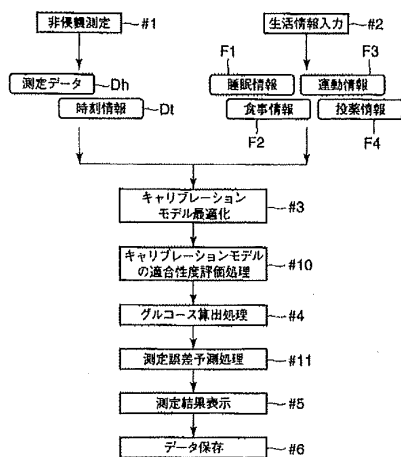 非侵襲測定 #1
生活情報入力 #2
測定データ Dh
時刻情報 Dt
F1 F3
睡眠情報 運動情報
食事情報 投薬情報
F2 F4
キャリブレーション
モデル最適化 #3
キャリブレーションモデル
の適合性度評価処理 #10
グルコース算出処理 #4
測定誤差予測処理 #11
測定結果表示 #5
データ保存 #6